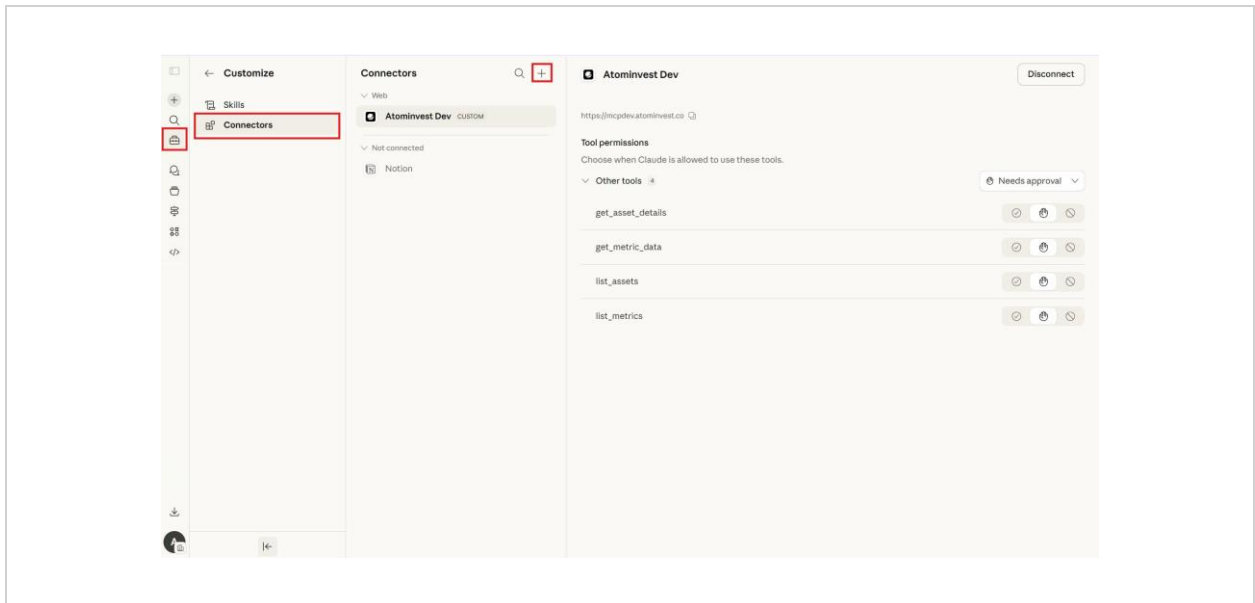 Customize
Skills
Connectors
Connectors
Web
Atominvest Dev CUSTOM
Not connected
Notion
Atominvest Dev
Disconnect
https://mcpdev.atominvest.co
Tool permissions
Choose when Claude is allowed to use these tools.
Other tools 4
Needs approval
get_asset_details
get_metric_data
list_assets
list_metrics